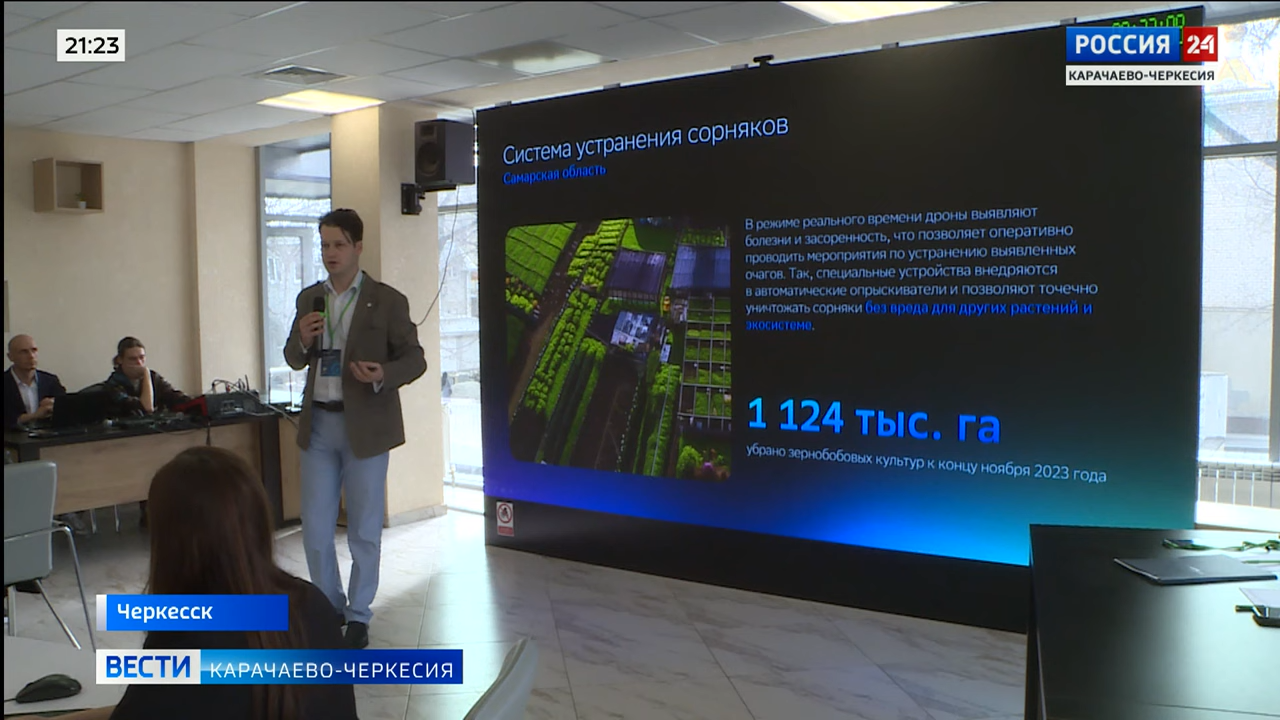 21:23
РОССИЯ 24
КАРАЧАЕВО-ЧЕРКЕСИЯ
Система устранения сорняков
Самарская область
В режиме реального времени дроны выявляют
болезни и засоренность, что позволяет оперативно
проводить мероприятия по устранению выявленных
очагов. Так, специальные устройства внедряются
в автоматические опрыскиватели и позволяют точечно
уничтожать сорняки без вреда для других растений и
экосистеме.
1 124 тыс. га
убрано зернобобовых культур к концу ноября 2023 года
Черкесск
ВЕСТИ КАРАЧАЕВО-ЧЕРКЕСИЯ